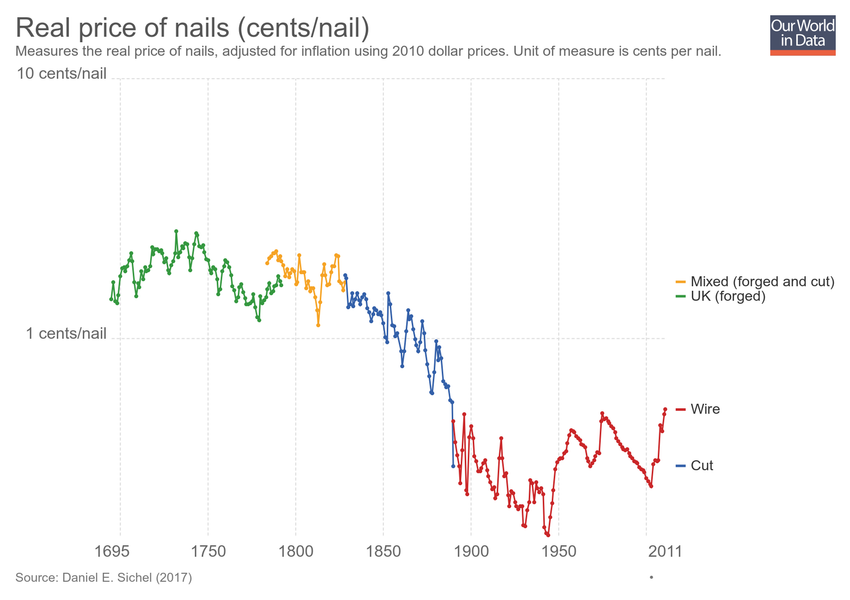 Real price of nails (cents/nail)
Measures the real price of nails, adjusted for inflation using 2010 dollar prices. Unit of measure is cents per nail.
Our World
in Data
10 cents/nail
Mixed (forged and cut)
UK (forged)
1 cents/nail
Wire
Cut
1695 1750 1800 1850 1900 1950 2011
Source: Daniel E. Sichel (2017)